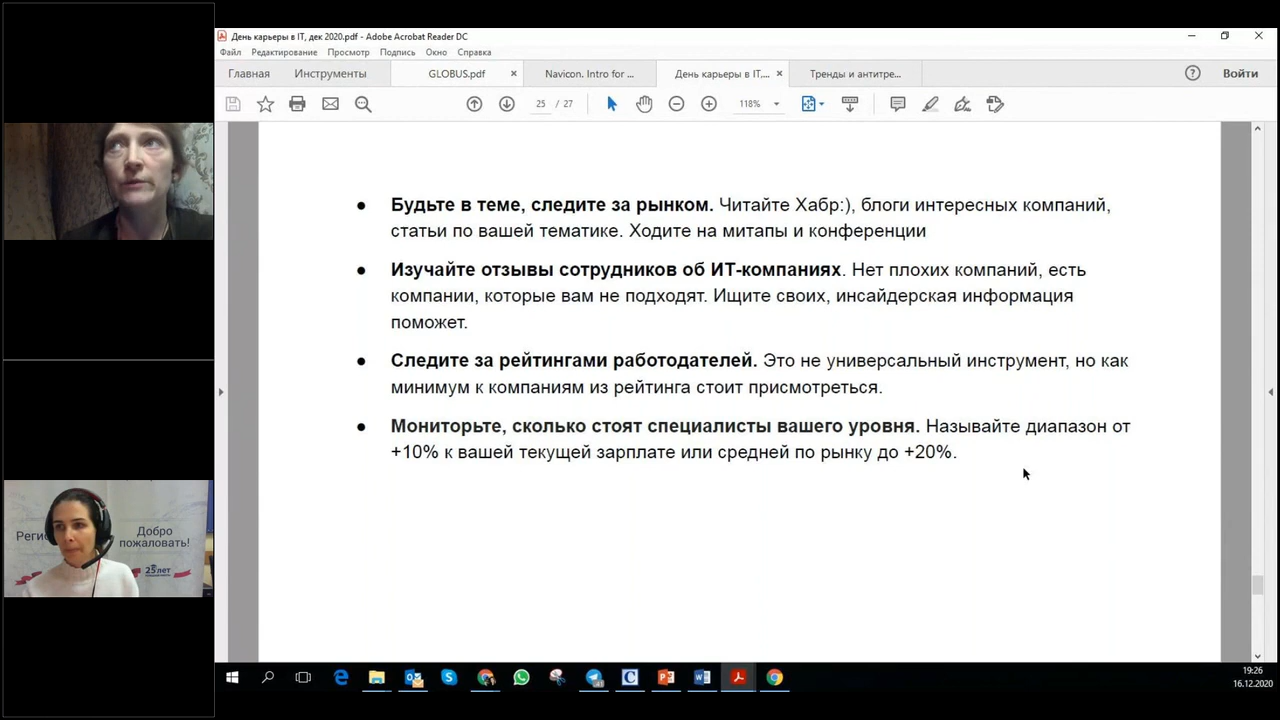 День карьеры в IT, дек 2020.pdf - Adobe Acrobat Reader DC
Файл Редактирование Просмотр Подпись Окно Справка
Главная Инструменты GLOBUS.pdf Navicon. Intro for ... День карьеры в IT,... Тренды и антитре... Войти
25 / 27 118%
Будьте в теме, следите за рынком. Читайте Хабр:), блоги интересных компаний,
статьи по вашей тематике. Ходите на митапы и конференции
Изучайте отзывы сотрудников об ИТ-компаниях. Нет плохих компаний, есть
компании, которые вам не подходят. Ищите своих, инсайдерская информация
поможет.
Следите за рейтингами работодателей. Это не универсальный инструмент, но как
минимум к компаниям из рейтинга стоит присмотреться.
Мониторьте, сколько стоят специалисты вашего уровня. Называйте диапазон от
+10% к вашей текущей зарплате или средней по рынку до +20%.
Добро
пожаловать!
25 лет
19:26
16.12.2020